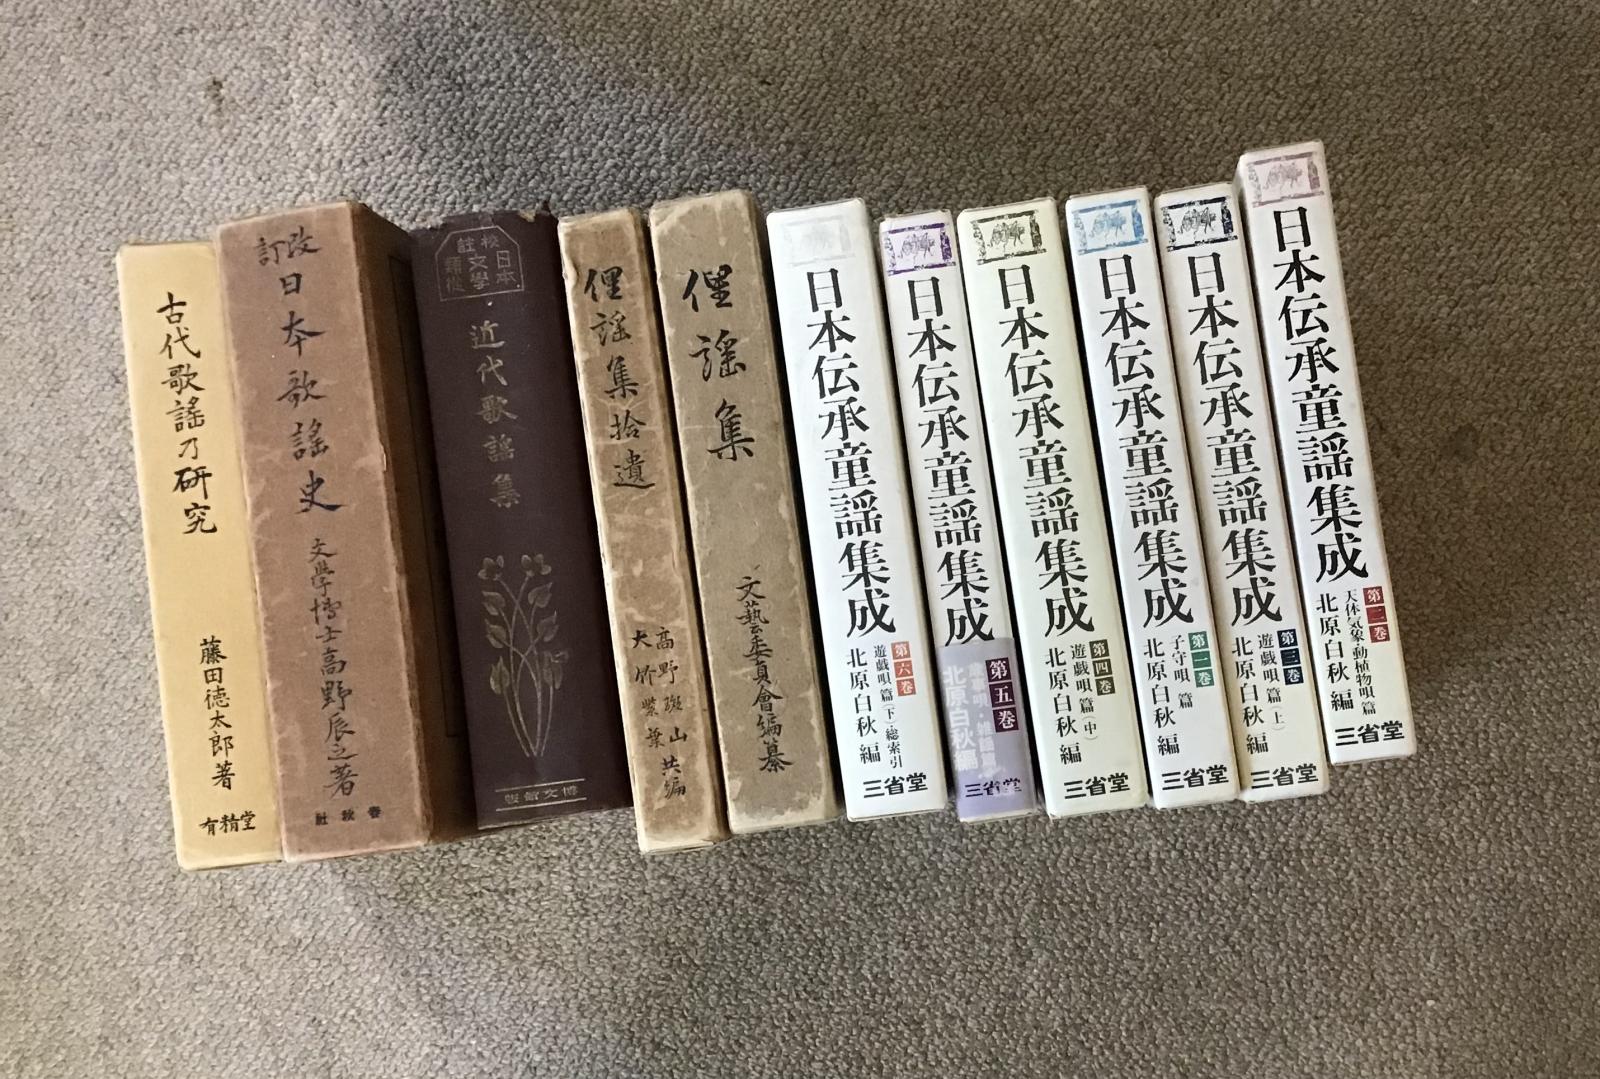 古代歌謡乃研究
藤田徳太郎著
有精堂
改訂
日本歌謡史
文學博士高野辰之著
春秋社
校註
日本文學
類從
近代歌謡集
博文館版
俚謡集拾遺
高野斑山
大竹紫葉
共編
俚謡集
文藝委員會編纂
日本伝承童謡集成
第六巻
遊戯唄篇(下)・総索引
北原白秋 編
三省堂
日本伝承童謡集成
第五巻
歳事唄・雑謡篇
北原白秋編
三省堂
日本伝承童謡集成
第四巻
遊戯唄篇(中)
北原白秋 編
三省堂
日本伝承童謡集成
第一巻
子守唄篇
北原白秋 編
三省堂
日本伝承童謡集成
第三巻
遊戯唄篇(上)
北原白秋 編
三省堂
日本伝承童謡集成
第二巻
天体気象・動植物唄篇
北原白秋 編
三省堂